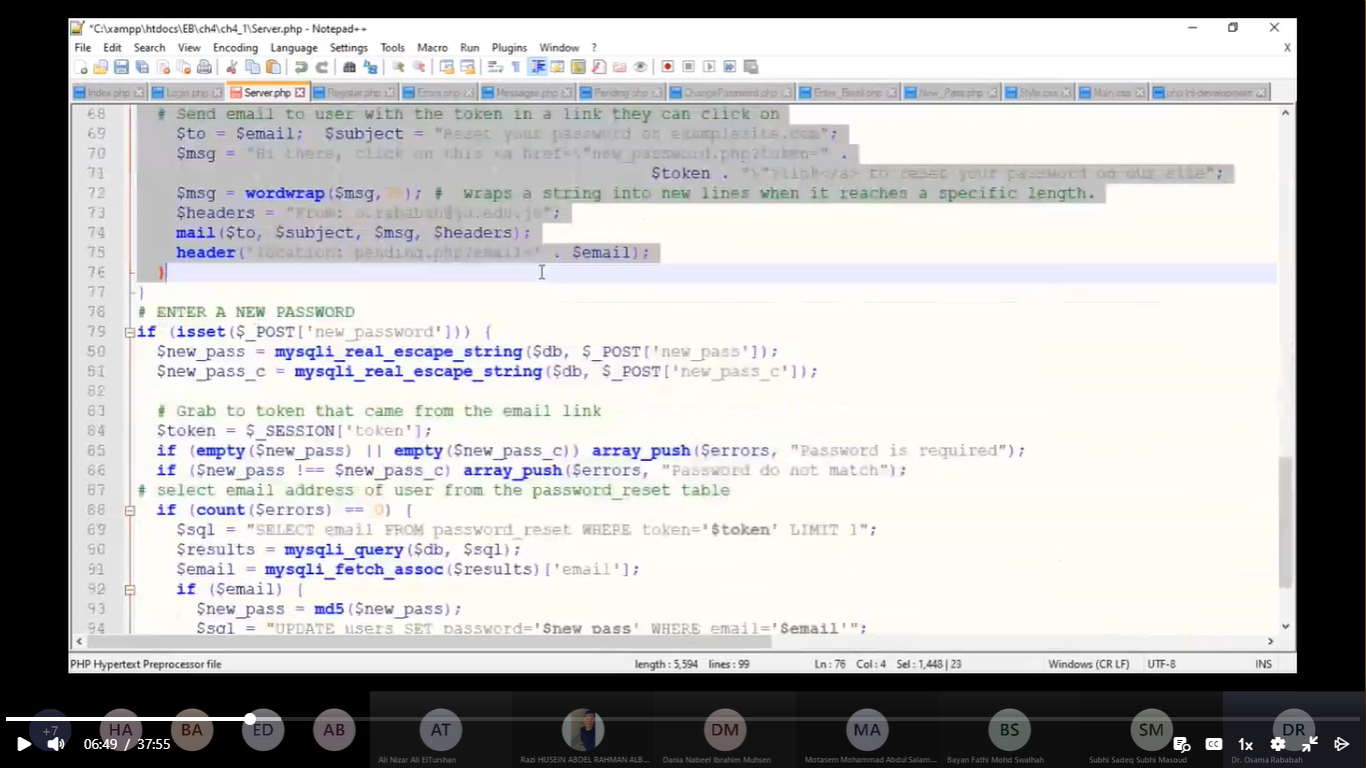 *C:\xampp\htdocs\EB\ch4\ch4_1\Server.php - Notepad++
File Edit Search View Encoding Language Settings Tools Macro Run Plugins Window ? X
Index.php Login.php Server.php Register.php Errors.php Messages.php Pending.php ChangePassword.php Enter_Email.php New_Pass.php Style.css Main.css php.ini-development
68 # Send email to user with the token in a link they can click on
69 $to = $email; $subject = "Reset your password on examplesite.com";
70 $msg = "Hi there, click on this <a href=\"new_password.php?token=" .
71 $token . "\">link</a> to reset your password on our site";
72 $msg = wordwrap($msg, ); # wraps a string into new lines when it reaches a specific length.
73 $headers = "From: o.rababah@ju.edu.jo";
74 mail($to, $subject, $msg, $headers);
75 header("location: pending.php?email=" . $email);
76 }
77 }
78 # ENTER A NEW PASSWORD
79 if (isset($_POST['new_password'])) {
80 $new_pass = mysqli_real_escape_string($db, $_POST['new_pass']);
81 $new_pass_c = mysqli_real_escape_string($db, $_POST['new_pass_c']);
82
83 # Grab to token that came from the email link
84 $token = $_SESSION['token'];
85 if (empty($new_pass) || empty($new_pass_c)) array_push($errors, "Password is required");
86 if ($new_pass !== $new_pass_c) array_push($errors, "Password do not match");
87 # select email address of user from the password_reset table
88 if (count($errors) == 0) {
89 $sql = "SELECT email FROM password_reset WHERE token='$token' LIMIT 1";
90 $results = mysqli_query($db, $sql);
91 $email = mysqli_fetch_assoc($results)['email'];
92 if ($email) {
93 $new_pass = md5($new_pass);
94 $sql = "UPDATE users SET password='$new_pass' WHERE email='$email'";
PHP Hypertext Preprocessor file length : 5,594 lines : 99 Ln : 76 Col : 4 Sel : 1,448 | 23 Windows (CR LF) UTF-8 INS
+7 HA BA ED AB AT DM MA BS SM DR
06:49 / 37:55 CC 1x
Ali Nizar Ali ElTurshan Razi HUSEIN ABDEL RAHMAN ALB... Dania Nabeel Ibrahim Muhsen Motasem Mohammad Abdul Salam... Bayan Fathi Mohd Swalhah Subhi Sadeq Subhi Masoud Dr. Osama Rababah